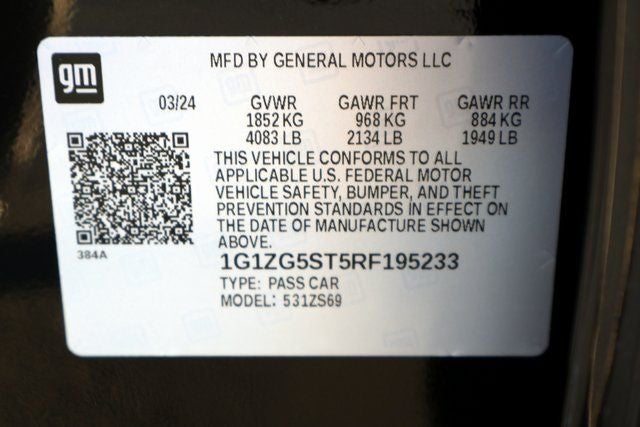 gm
MFD BY GENERAL MOTORS LLC
03/24 GVWR GAWR FRT GAWR RR
1852 KG 968 KG 884 KG
4083 LB 2134 LB 1949 LB
THIS VEHICLE CONFORMS TO ALL
APPLICABLE U.S. FEDERAL MOTOR
VEHICLE SAFETY, BUMPER, AND THEFT
PREVENTION STANDARDS IN EFFECT ON
THE DATE OF MANUFACTURE SHOWN
ABOVE.
384A
1G1ZG5ST5RF195233
TYPE: PASS CAR
MODEL: 531ZS69